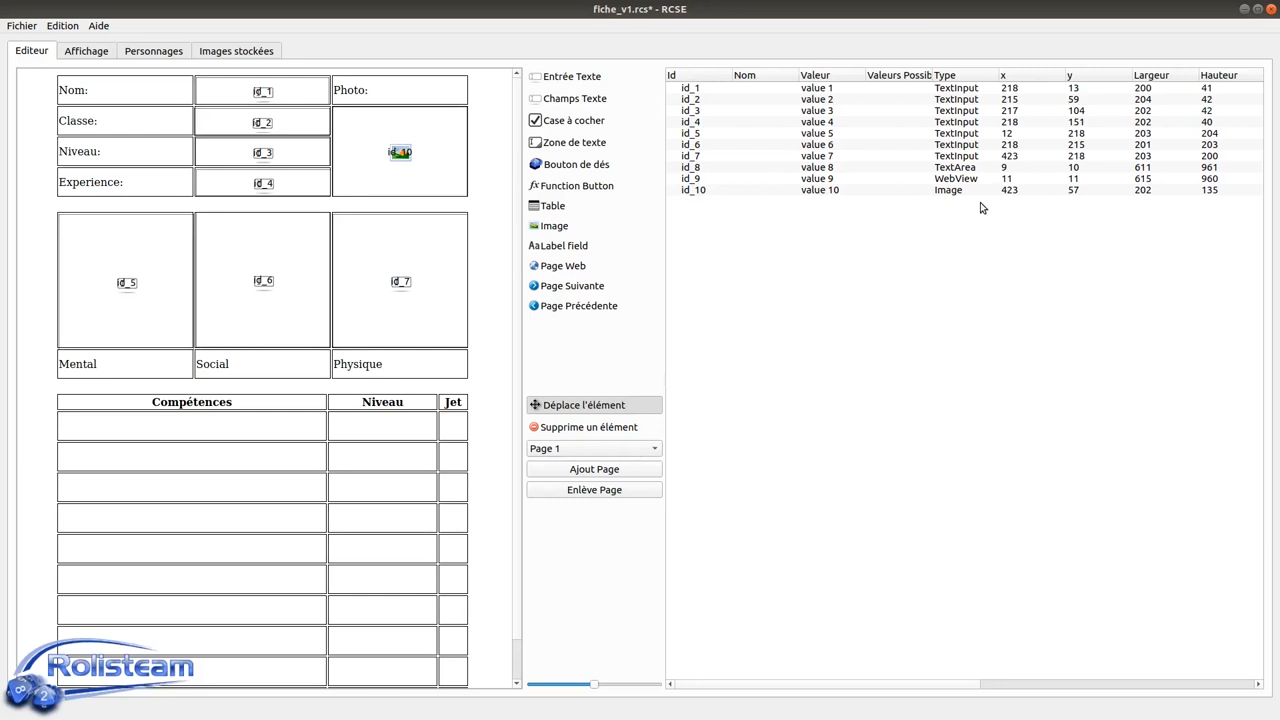 fiche_v1.rcs* - RCSE
Fichier Edition Aide
Editeur Affichage Personnages Images stockées
Nom: id_1 Photo:
Classe: id_2
Niveau: id_3 id_10
Experience: id_4
id_5 id_6 id_7
Mental Social Physique
Compétences Niveau Jet
Rolisteam
8 2
Entrée Texte
Champs Texte
Case à cocher
Zone de texte
Bouton de dés
Function Button
Table
Image
Label field
Page Web
Page Suivante
Page Précédente
Déplace l'élément
Supprime un élément
Page 1
Ajout Page
Enlève Page
Id Nom Valeur Valeurs Possib Type x y Largeur Hauteur
id_1 value 1 TextInput 218 13 200 41
id_2 value 2 TextInput 215 59 204 42
id_3 value 3 TextInput 217 104 202 42
id_4 value 4 TextInput 218 151 202 40
id_5 value 5 TextInput 12 218 203 204
id_6 value 6 TextInput 218 215 201 203
id_7 value 7 TextInput 423 218 203 200
id_8 value 8 TextArea 9 10 611 961
id_9 value 9 WebView 11 11 615 960
id_10 value 10 Image 423 57 202 135